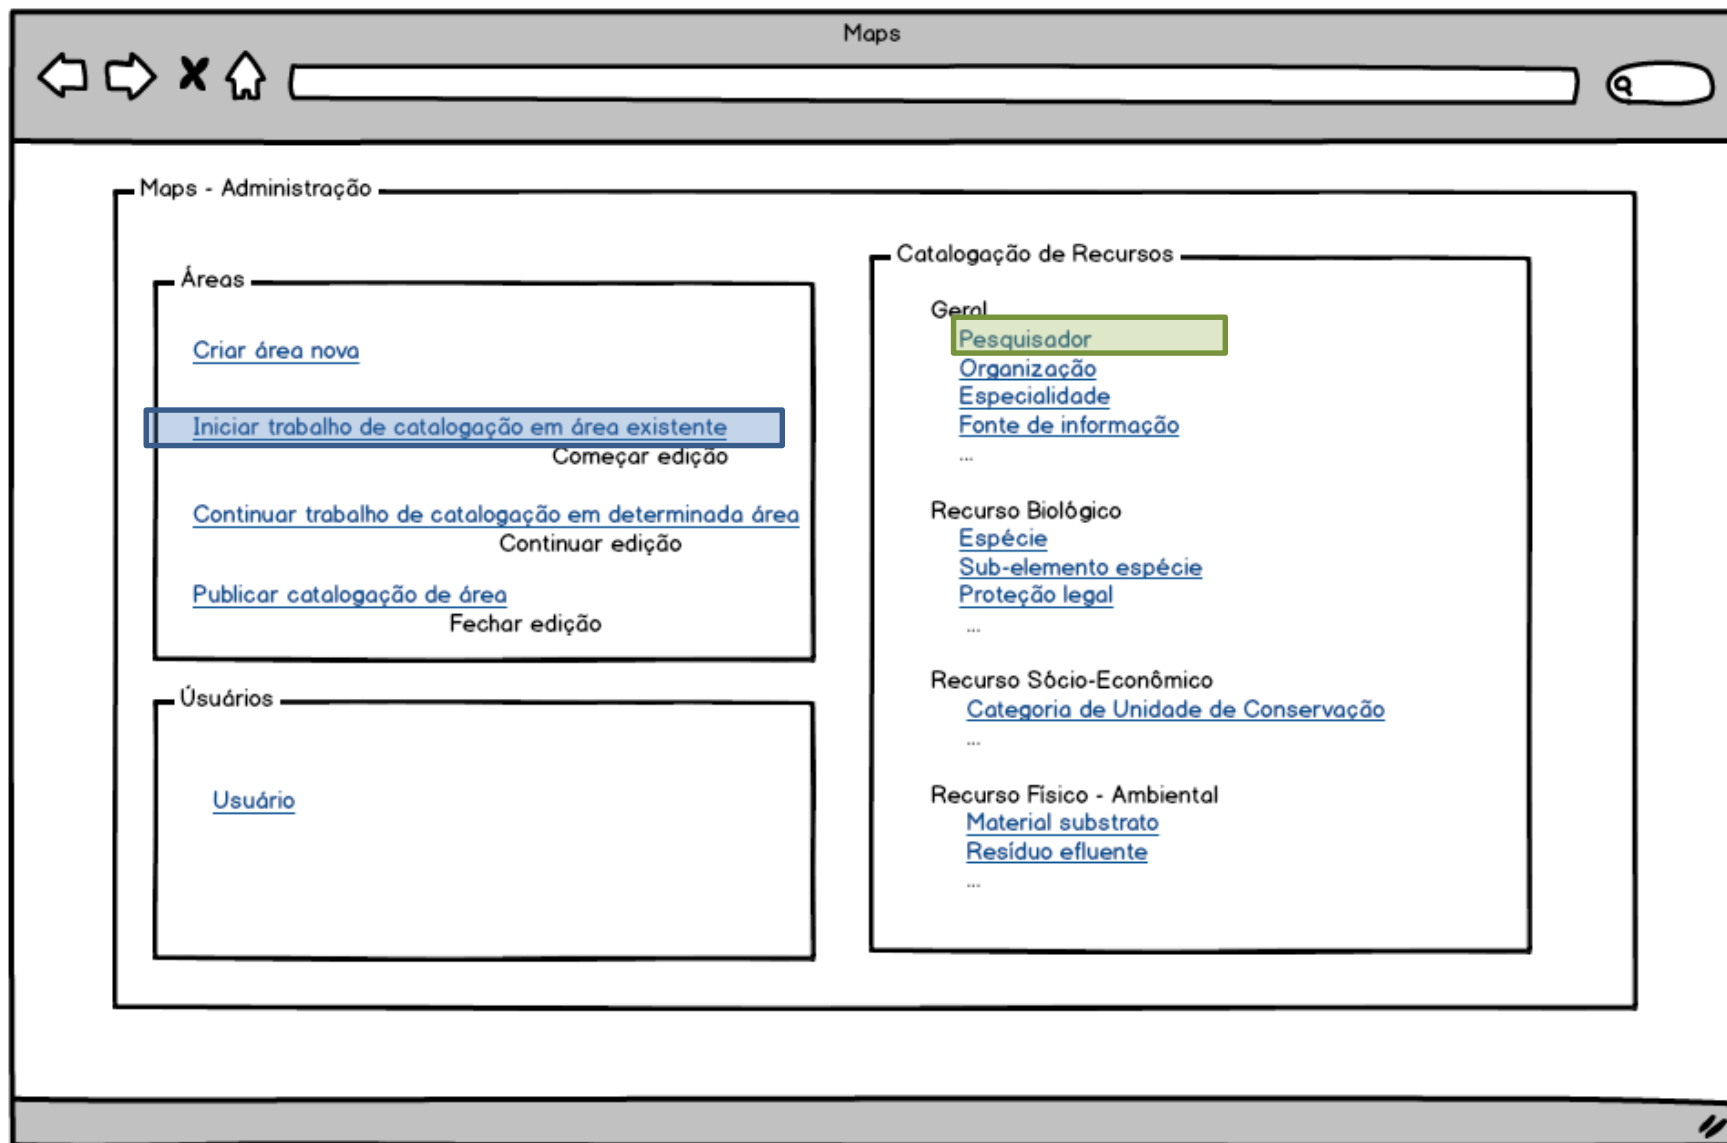 Maps
Maps - Administração
Áreas
Criar área nova
Iniciar trabalho de catalogação em área existente
Começar edição
Continuar trabalho de catalogação em determinada área
Continuar edição
Publicar catalogação de área
Fechar edição
Úsuários
Usuário
Catalogação de Recursos
Geral
Pesquisador
Organização
Especialidade
Fonte de informação
...
Recurso Biológico
Espécie
Sub-elemento espécie
Proteção legal
...
Recurso Sócio-Econômico
Categoria de Unidade de Conservação
...
Recurso Físico - Ambiental
Material substrato
Resíduo efluente
...